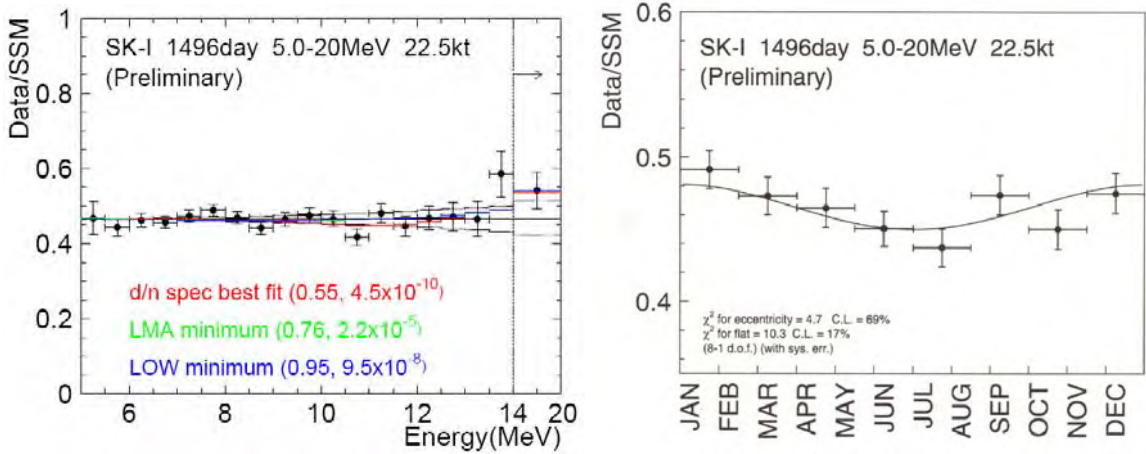 1
0.8
0.6
0.4
0.2
0
Data/SSM
SK-I 1496day 5.0-20MeV 22.5kt
(Preliminary)
d/n spec best fit (0.55, 4.5x10⁻¹⁰)
LMA minimum (0.76, 2.2x10⁻⁵)
LOW minimum (0.95, 9.5x10⁻⁸)
6 8 10 12 14 20
Energy(MeV)
0.6
0.5
0.4
Data/SSM
SK-I 1496day 5.0-20MeV 22.5kt
(Preliminary)
χ² for eccentricity = 4.7 C.L. = 69%
χ² for flat = 10.3 C.L. = 17%
(8-1 d.o.f.) (with sys. err.)
JAN
FEB
MAR
APR
MAY
JUN
JUL
AUG
SEP
OCT
NOV
DEC